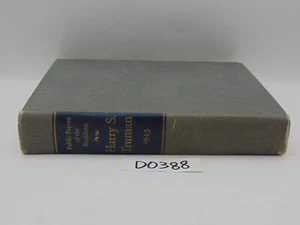 Public Papers
of the
Presidents
Harry S.
Truman
1945
D0388